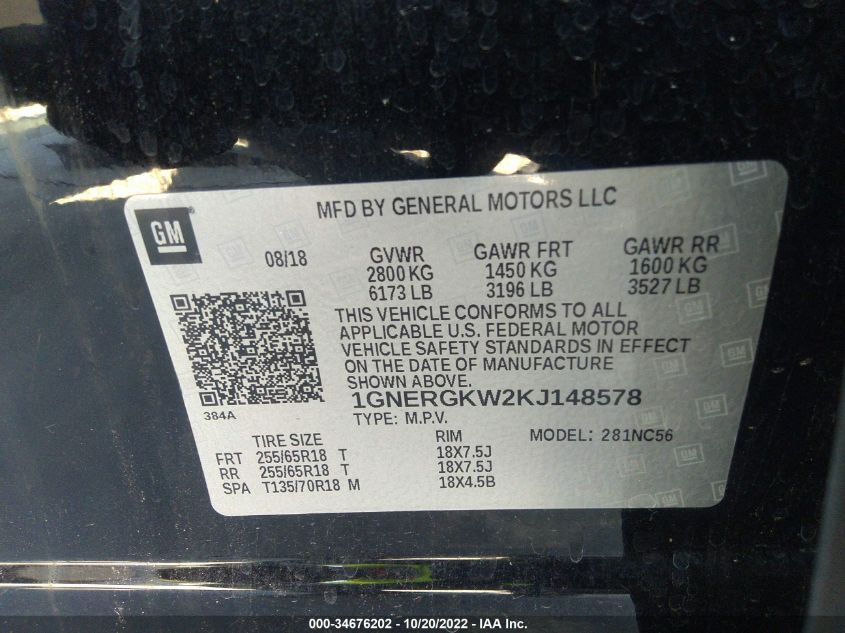 GM
MFD BY GENERAL MOTORS LLC
08/18
GVWR
2800 KG
6173 LB
GAWR FRT
1450 KG
3196 LB
GAWR RR
1600 KG
3527 LB
THIS VEHICLE CONFORMS TO ALL
APPLICABLE U.S. FEDERAL MOTOR
VEHICLE SAFETY STANDARDS IN EFFECT
ON THE DATE OF MANUFACTURE
SHOWN ABOVE.
384A
1GNERGKW2KJ148578
TYPE: M.P.V.
MODEL: 281NC56
TIRE SIZE RIM
FRT 255/65R18 T 18X7.5J
RR 255/65R18 T 18X7.5J
SPA T135/70R18 M 18X4.5B
000-34676202 - 10/20/2022 - IAA Inc.